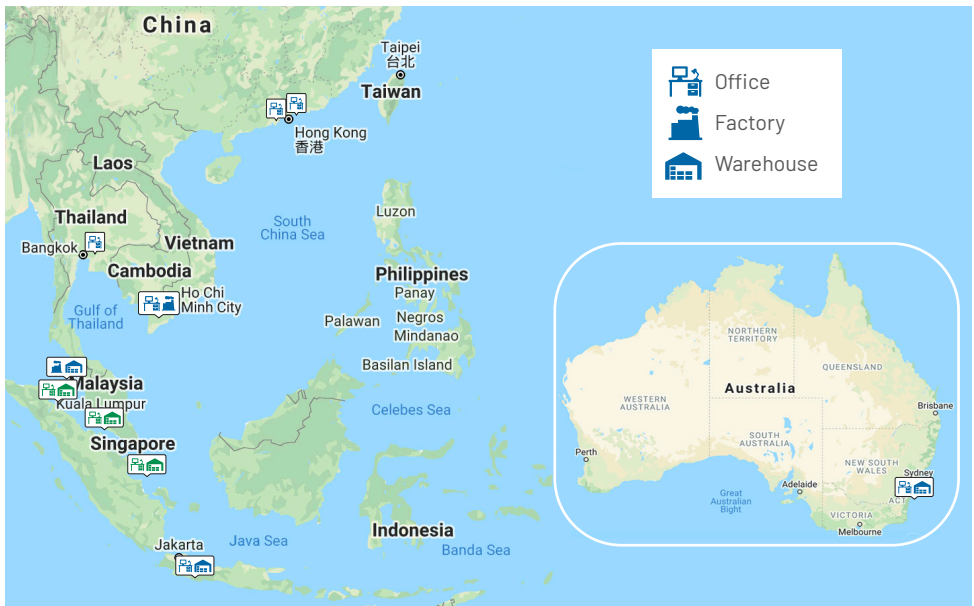 China
Taipei
台北
Taiwan
Hong Kong
香港
Laos
Luzon
Thailand
South
China Sea
Bangkok
Vietnam
Cambodia
Philippines
Panay
Ho Chi
Minh City
Gulf of
Thailand
Palawan
Negros
Mindanao
Basilan Island
Malaysia
Kuala Lumpur
Celebes Sea
Singapore
Indonesia
Jakarta
Java Sea
Banda Sea
Office
Factory
Warehouse
NORTHERN
TERRITORY
QUEENSLAND
Australia
WESTERN
AUSTRALIA
Brisbane
SOUTH
AUSTRALIA
Perth
NEW SOUTH
WALES
Sydney
Adelaide
Great
Australian
Bight
ACT
VICTORIA
Melbourne